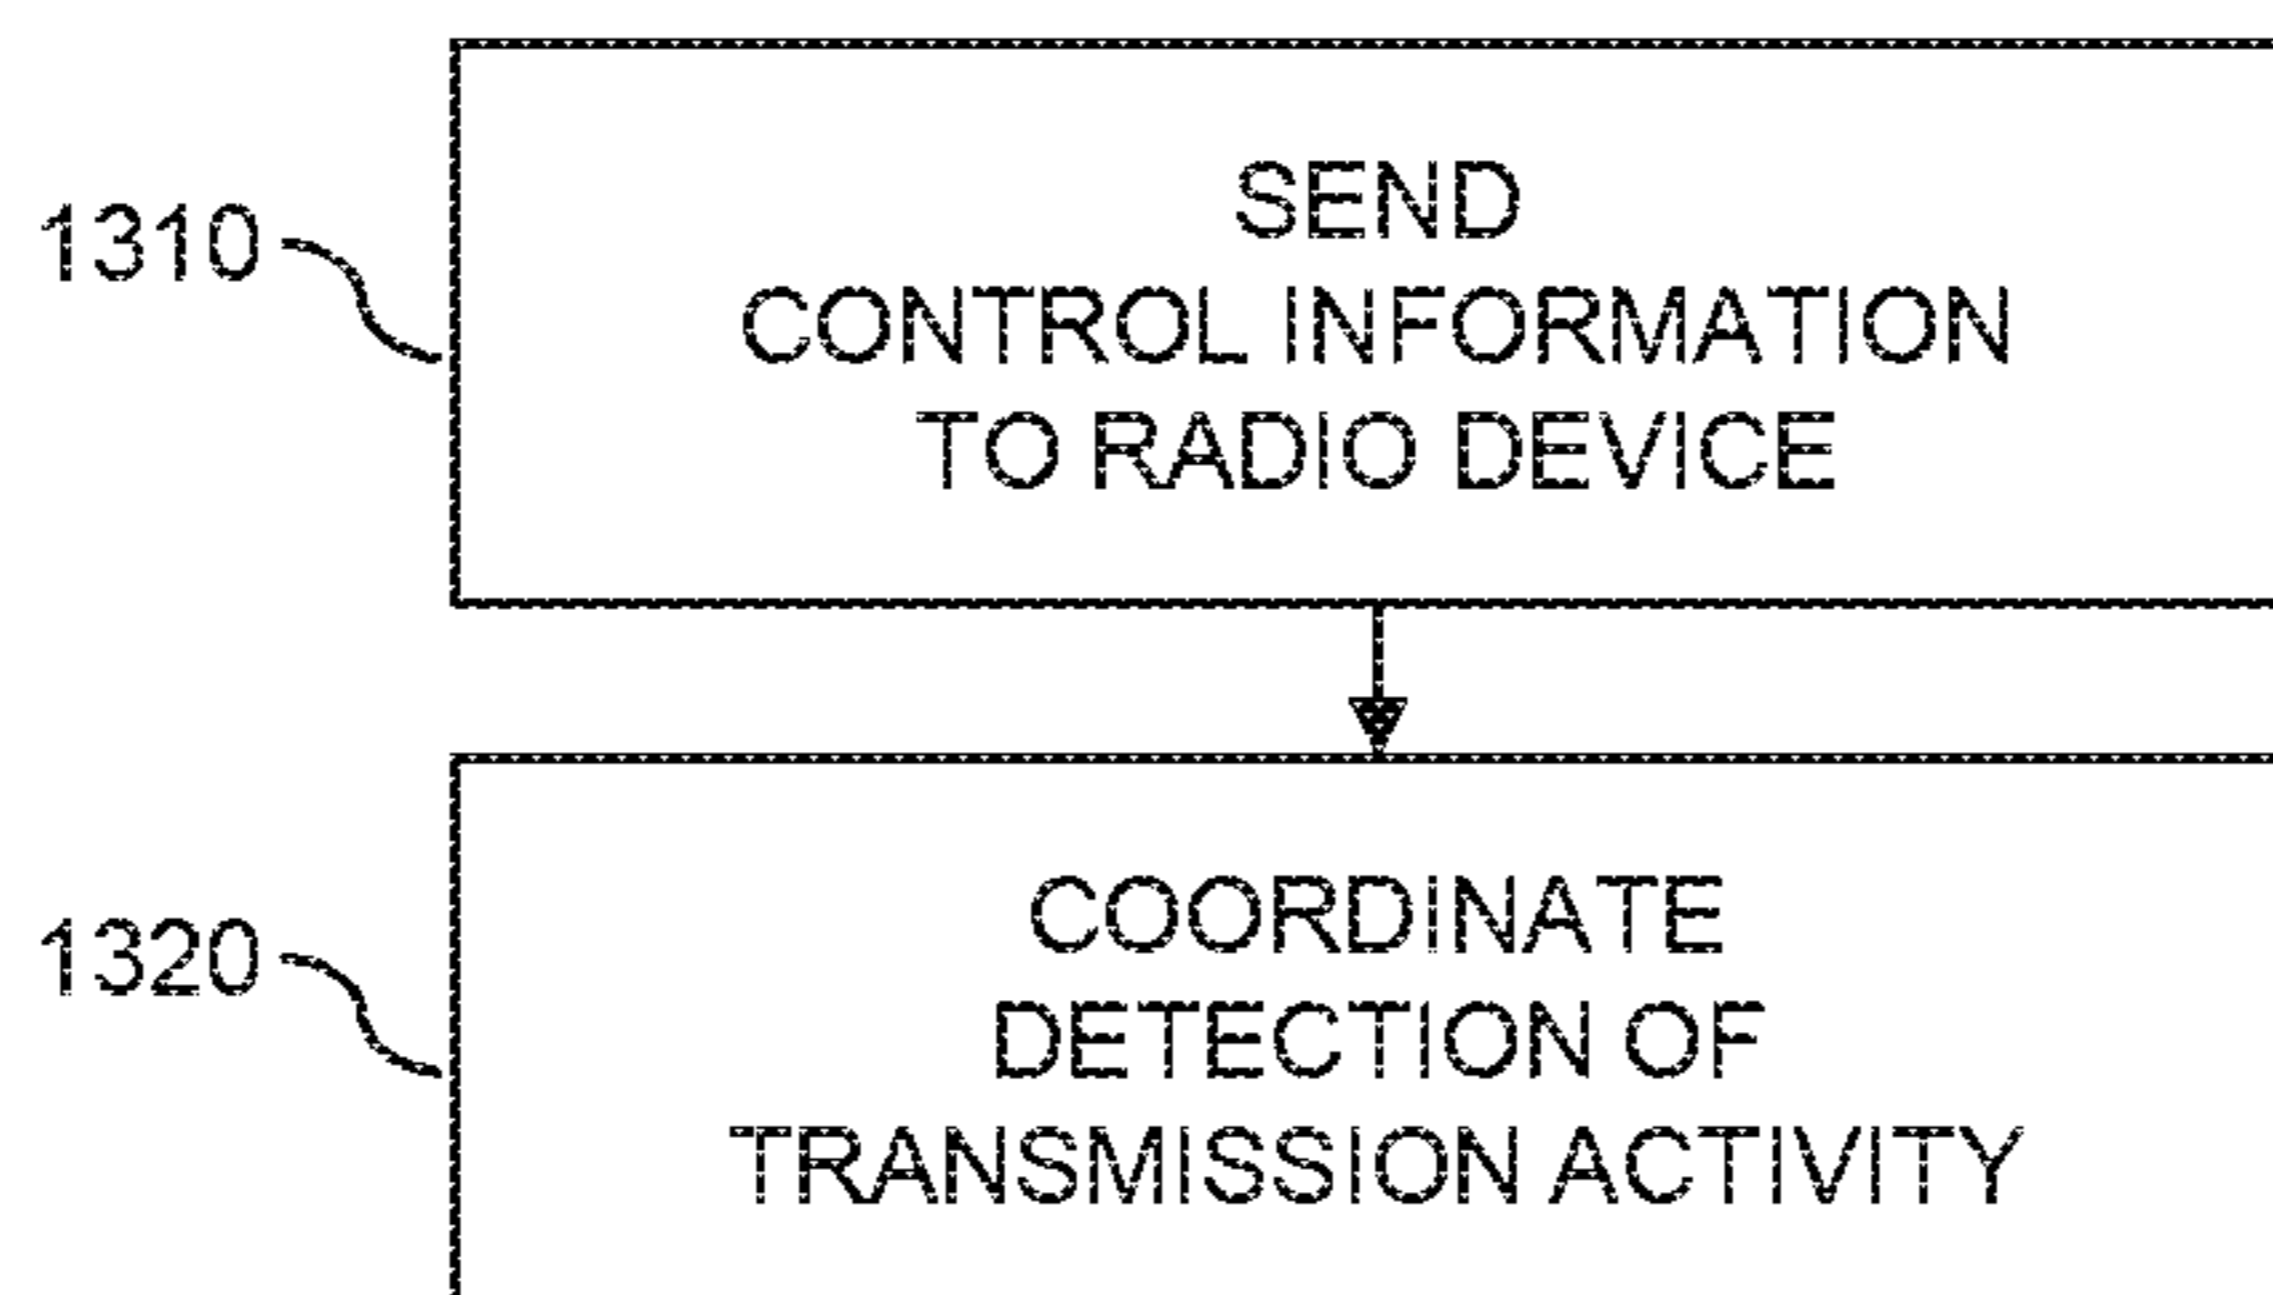 1310
SEND
CONTROL INFORMATION
TO RADIO DEVICE
1320
COORDINATE
DETECTION OF
TRANSMISSION ACTIVITY